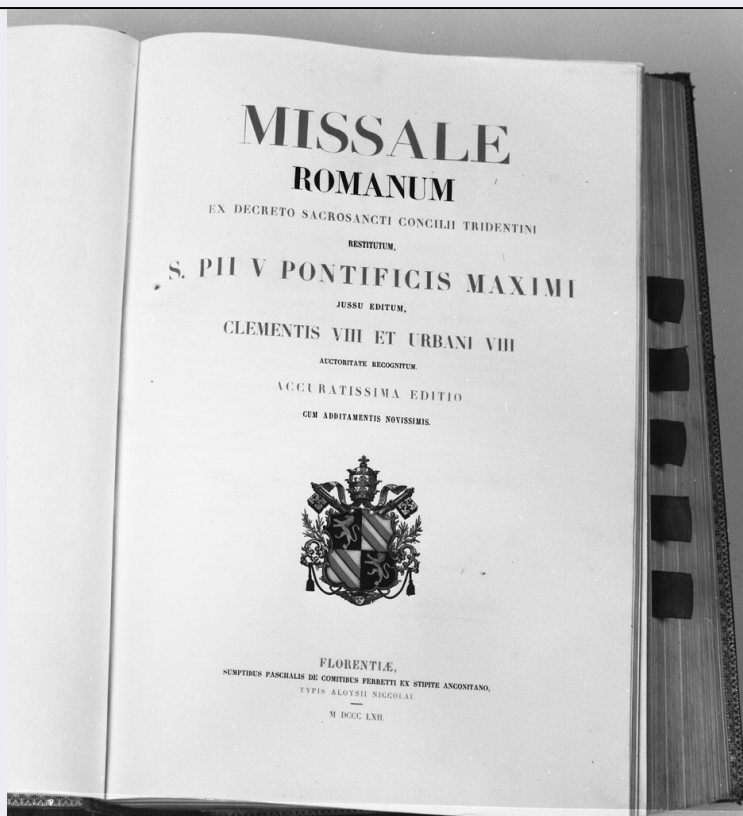 MISSALE
ROMANUM
EX DECRETO SACROSANCTI CONCILII TRIDENTINI
RESTITUTUM,
S. PII V PONTIFICIS MAXIMI
JUSSU EDITUM,
CLEMENTIS VIII ET URBANI VIII
AUCTORITATE RECOGNITUM.
ACCURATISSIMA EDITIO
CUM ADDITAMENTIS NOVISSIMIS.
FLORENTIÆ,
SUMPTIBUS PASCHALIS DE COMITIBUS FERRETTI EX STIPITE ANCONITANO,
TYPIS ALOYSII NICCOLAI
M DCCC LXII.